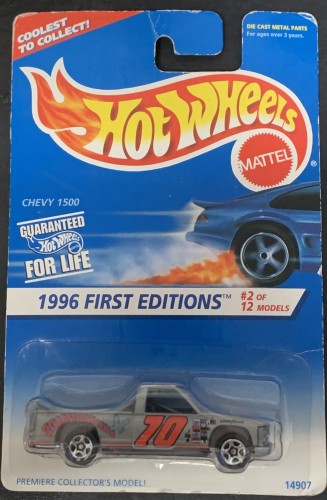 COOLEST
TO COLLECT!
DIE CAST METAL PARTS
For ages over 3 years.
HOT WHEELS
MATTEL
CHEVY 1500
GUARANTEED
HOT WHEELS
FOR LIFE
1996 FIRST EDITIONS™
#2 OF
12 MODELS
10
PREMIERE COLLECTOR'S MODEL!
14907